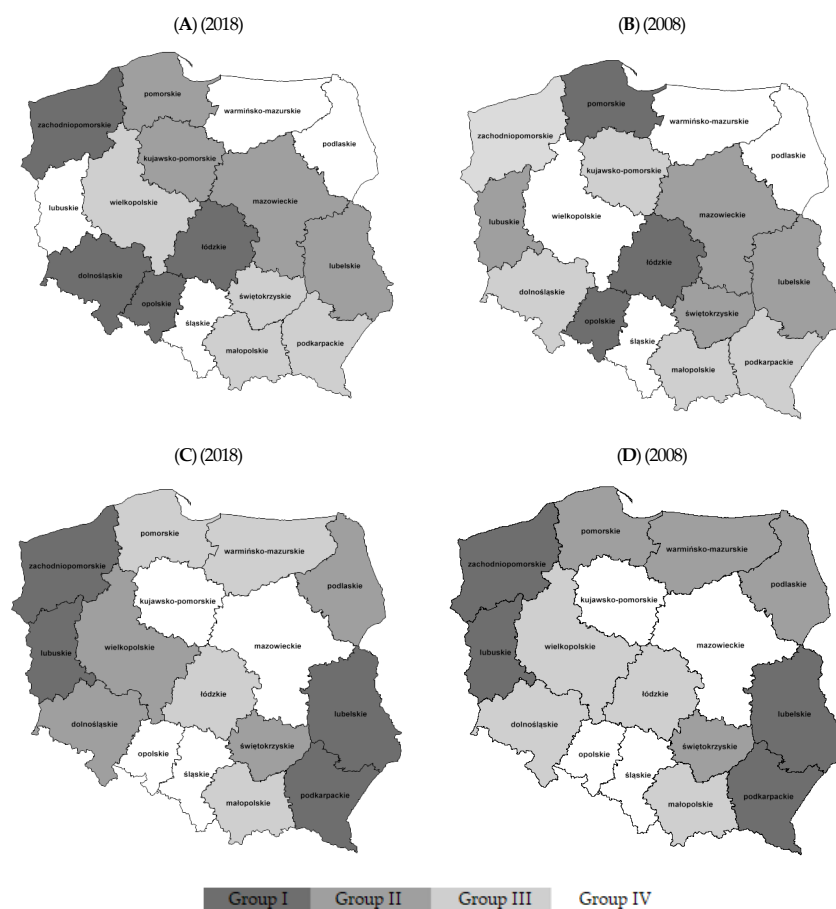 (A) (2018)
(B) (2008)
pomorskie
warmińsko-mazurskie
zachodniopomorskie
podlaskie
kujawsko-pomorskie
lubuskie
wielkopolskie
mazowieckie
łódzkie
lubelskie
dolnośląskie
opolskie
świętokrzyskie
śląskie
podkarpackie
małopolskie
pomorskie
warmińsko-mazurskie
zachodniopomorskie
podlaskie
kujawsko-pomorskie
lubuskie
wielkopolskie
mazowieckie
łódzkie
lubelskie
dolnośląskie
opolskie
świętokrzyskie
śląskie
podkarpackie
małopolskie
(C) (2018)
(D) (2008)
pomorskie
warmińsko-mazurskie
zachodniopomorskie
podlaskie
kujawsko-pomorskie
lubuskie
wielkopolskie
mazowieckie
łódzkie
lubelskie
dolnośląskie
opolskie
świętokrzyskie
śląskie
podkarpackie
małopolskie
pomorskie
warmińsko-mazurskie
zachodniopomorskie
podlaskie
kujawsko-pomorskie
lubuskie
wielkopolskie
mazowieckie
łódzkie
lubelskie
dolnośląskie
opolskie
świętokrzyskie
śląskie
podkarpackie
małopolskie
Group I Group II Group III Group IV